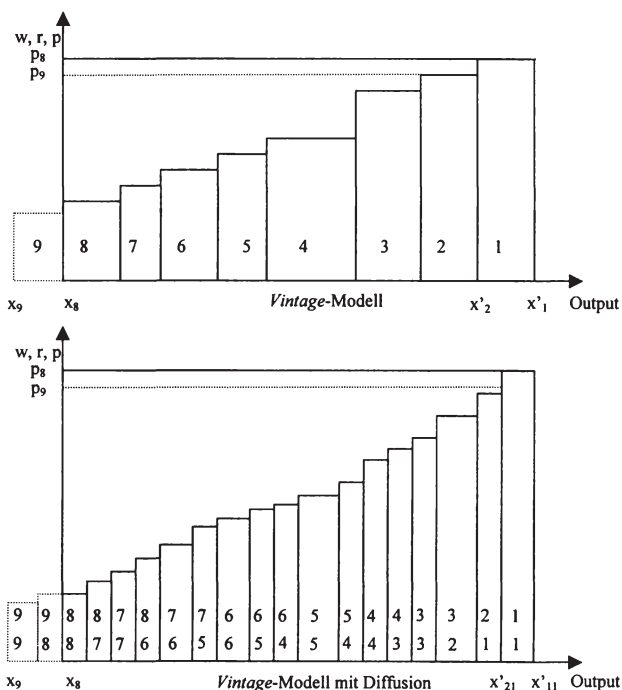 w, r, p
p₈
p₉
9 8 7 6 5 4 3 2 1
x₉ x₈ Vintage-Modell x'₂ x'₁ Output
w, r, p
p₈
p₉
9 9 8 8 7 8 7 7 6 6 6 5 5 4 4 3 3 2 1
9 8 8 7 7 6 6 5 6 5 4 5 4 4 3 3 2 1 1
x₉ x₈ Vintage-Modell mit Diffusion x'₂₁ x'₁₁ Output